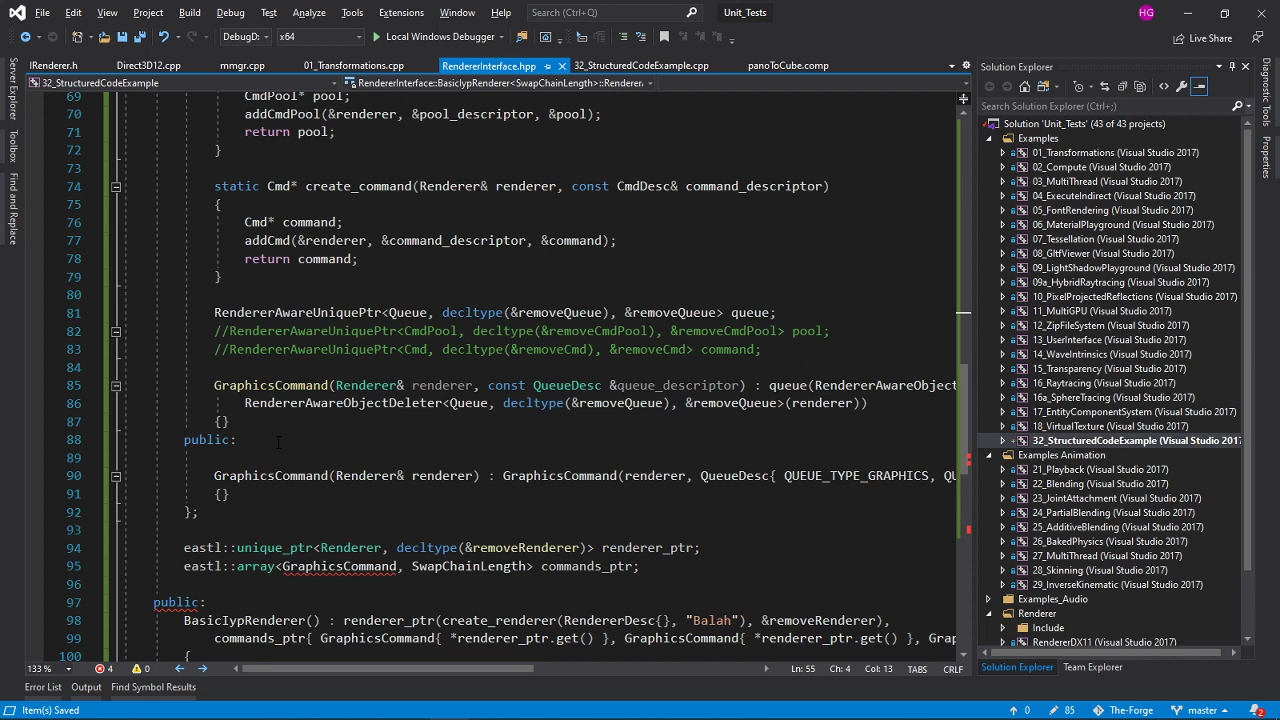 File Edit View Git Project Build Debug Test Analyze Tools Extensions Window Help Search (Ctrl+Q) Unit_Tests HG
DebugD: x64 Local Windows Debugger Live Share
IRenderer.h Direct3D12.cpp mmgr.cpp 01_Transformations.cpp RendererInterface.hpp 32_StructuredCodeExample.cpp panoToCube.comp
32_StructuredCodeExample RendererInterface::BasicIypRenderer<SwapChainLength>::Renderer,
69 CmdPool* pool;
70 addCmdPool(&renderer, &pool_descriptor, &pool);
71 return pool;
72 }
73
74 static Cmd* create_command(Renderer& renderer, const CmdDesc& command_descriptor)
75 {
76 Cmd* command;
77 addCmd(&renderer, &command_descriptor, &command);
78 return command;
79 }
80
81 RendererAwareUniquePtr<Queue, decltype(&removeQueue), &removeQueue> queue;
82 //RendererAwareUniquePtr<CmdPool, decltype(&removeCmdPool), &removeCmdPool> pool;
83 //RendererAwareUniquePtr<Cmd, decltype(&removeCmd), &removeCmd> command;
84
85 GraphicsCommand(Renderer& renderer, const QueueDesc &queue_descriptor) : queue(RendererAwareObject
86 RendererAwareObjectDeleter<Queue, decltype(&removeQueue), &removeQueue>(renderer))
87 {}
88 public:
89
90 GraphicsCommand(Renderer& renderer) : GraphicsCommand(renderer, QueueDesc{ QUEUE_TYPE_GRAPHICS, QU
91 {}
92 };
93
94 eastl::unique_ptr<Renderer, decltype(&removeRenderer)> renderer_ptr;
95 eastl::array<GraphicsCommand, SwapChainLength> commands_ptr;
96
97 public:
98 BasicIypRenderer() : renderer_ptr(create_renderer(RendererDesc{}, "Balah"), &removeRenderer),
99 commands_ptr{ GraphicsCommand{ *renderer_ptr.get() }, GraphicsCommand{ *renderer_ptr.get() }, Grap
100 {
133 % 4 0 Ln: 55 Ch: 4 Col: 13 TABS CRLF
Error List Output Find Symbol Results
Item(s) Saved 0 85 The-Forge master 2
Server Explorer
Toolbox
Find and Replace
Solution Explorer
Search Solution Explorer (Ctrl+;)
Solution 'Unit_Tests' (43 of 43 projects)
Examples
01_Transformations (Visual Studio 2017)
02_Compute (Visual Studio 2017)
03_MultiThread (Visual Studio 2017)
04_ExecuteIndirect (Visual Studio 2017)
05_FontRendering (Visual Studio 2017)
06_MaterialPlayground (Visual Studio 2017)
07_Tessellation (Visual Studio 2017)
08_GltfViewer (Visual Studio 2017)
09_LightShadowPlayground (Visual Studio 2017)
09a_HybridRaytracing (Visual Studio 2017)
10_PixelProjectedReflections (Visual Studio 2017)
11_MultiGPU (Visual Studio 2017)
12_ZipFileSystem (Visual Studio 2017)
13_UserInterface (Visual Studio 2017)
14_WaveIntrinsics (Visual Studio 2017)
15_Transparency (Visual Studio 2017)
16_Raytracing (Visual Studio 2017)
16a_SphereTracing (Visual Studio 2017)
17_EntityComponentSystem (Visual Studio 2017)
18_VirtualTexture (Visual Studio 2017)
32_StructuredCodeExample (Visual Studio 2017)
Examples Animation
21_Playback (Visual Studio 2017)
22_Blending (Visual Studio 2017)
23_JointAttachment (Visual Studio 2017)
24_PartialBlending (Visual Studio 2017)
25_AdditiveBlending (Visual Studio 2017)
26_BakedPhysics (Visual Studio 2017)
27_MultiThread (Visual Studio 2017)
28_Skinning (Visual Studio 2017)
29_InverseKinematic (Visual Studio 2017)
Examples_Audio
Renderer
Include
RendererDX11 (Visual Studio 2017)
Solution Explorer Team Explorer
Diagnostic Tools
Properties